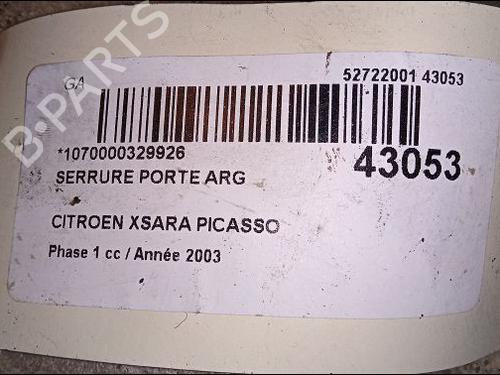 GA
52722001 43053
*1070000329926
43053
SERRURE PORTE ARG
CITROEN XSARA PICASSO
Phase 1 cc / Année 2003
B-PARTS